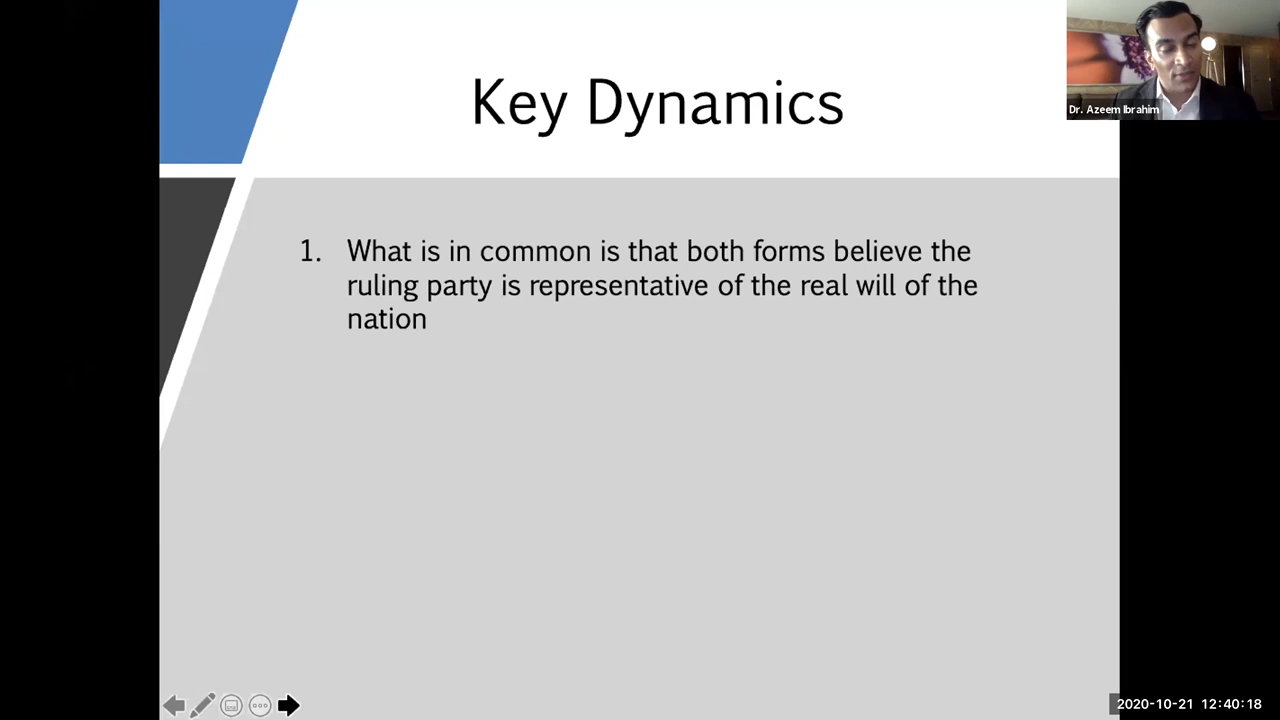 Key Dynamics
Dr. Azeem Ibrahim
1. What is in common is that both forms believe the
ruling party is representative of the real will of the
nation
2020-10-21 12:40:18